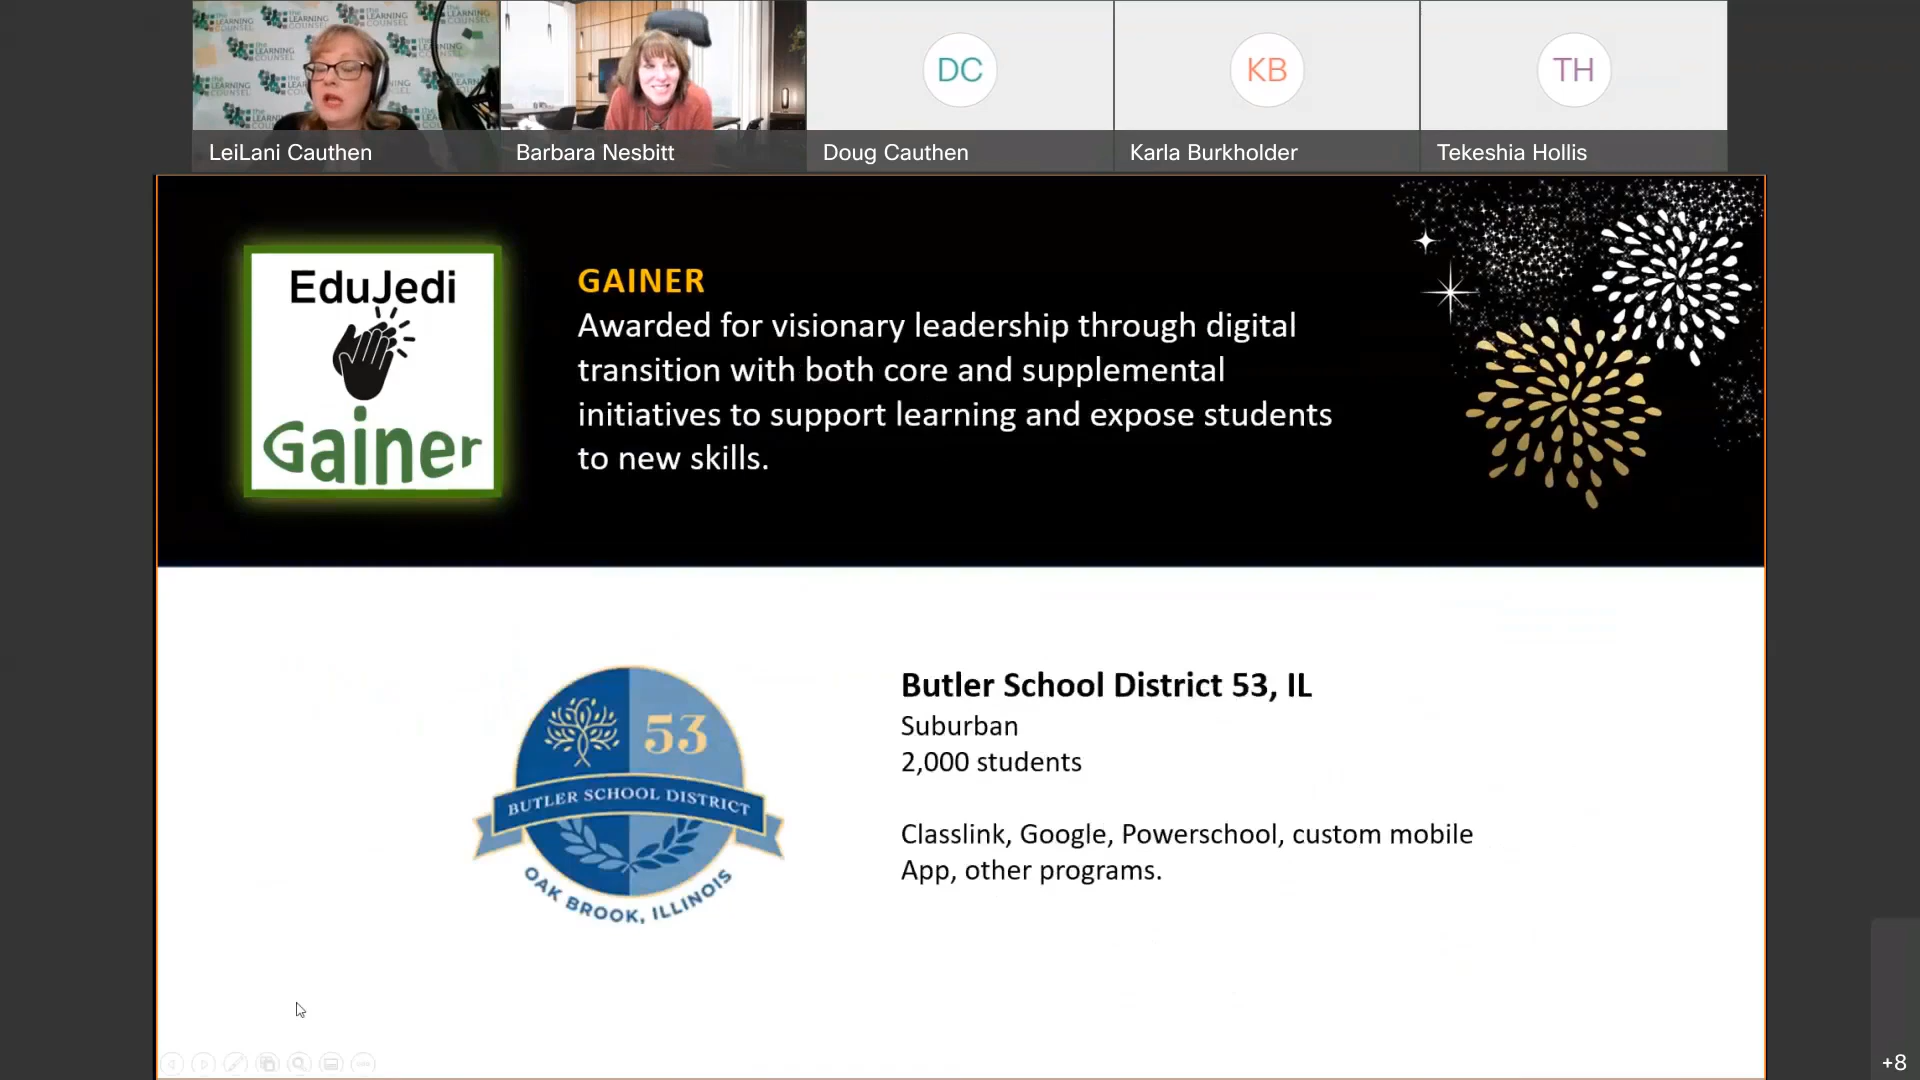 DC
KB
TH
LeiLani Cauthen
Barbara Nesbitt
Doug Cauthen
Karla Burkholder
Tekeshia Hollis
EduJedi
Gainer
GAINER
Awarded for visionary leadership through digital
transition with both core and supplemental
initiatives to support learning and expose students
to new skills.
53
BUTLER SCHOOL DISTRICT
OAK BROOK, ILLINOIS
Butler School District 53, IL
Suburban
2,000 students
Classlink, Google, Powerschool, custom mobile
App, other programs.
+8